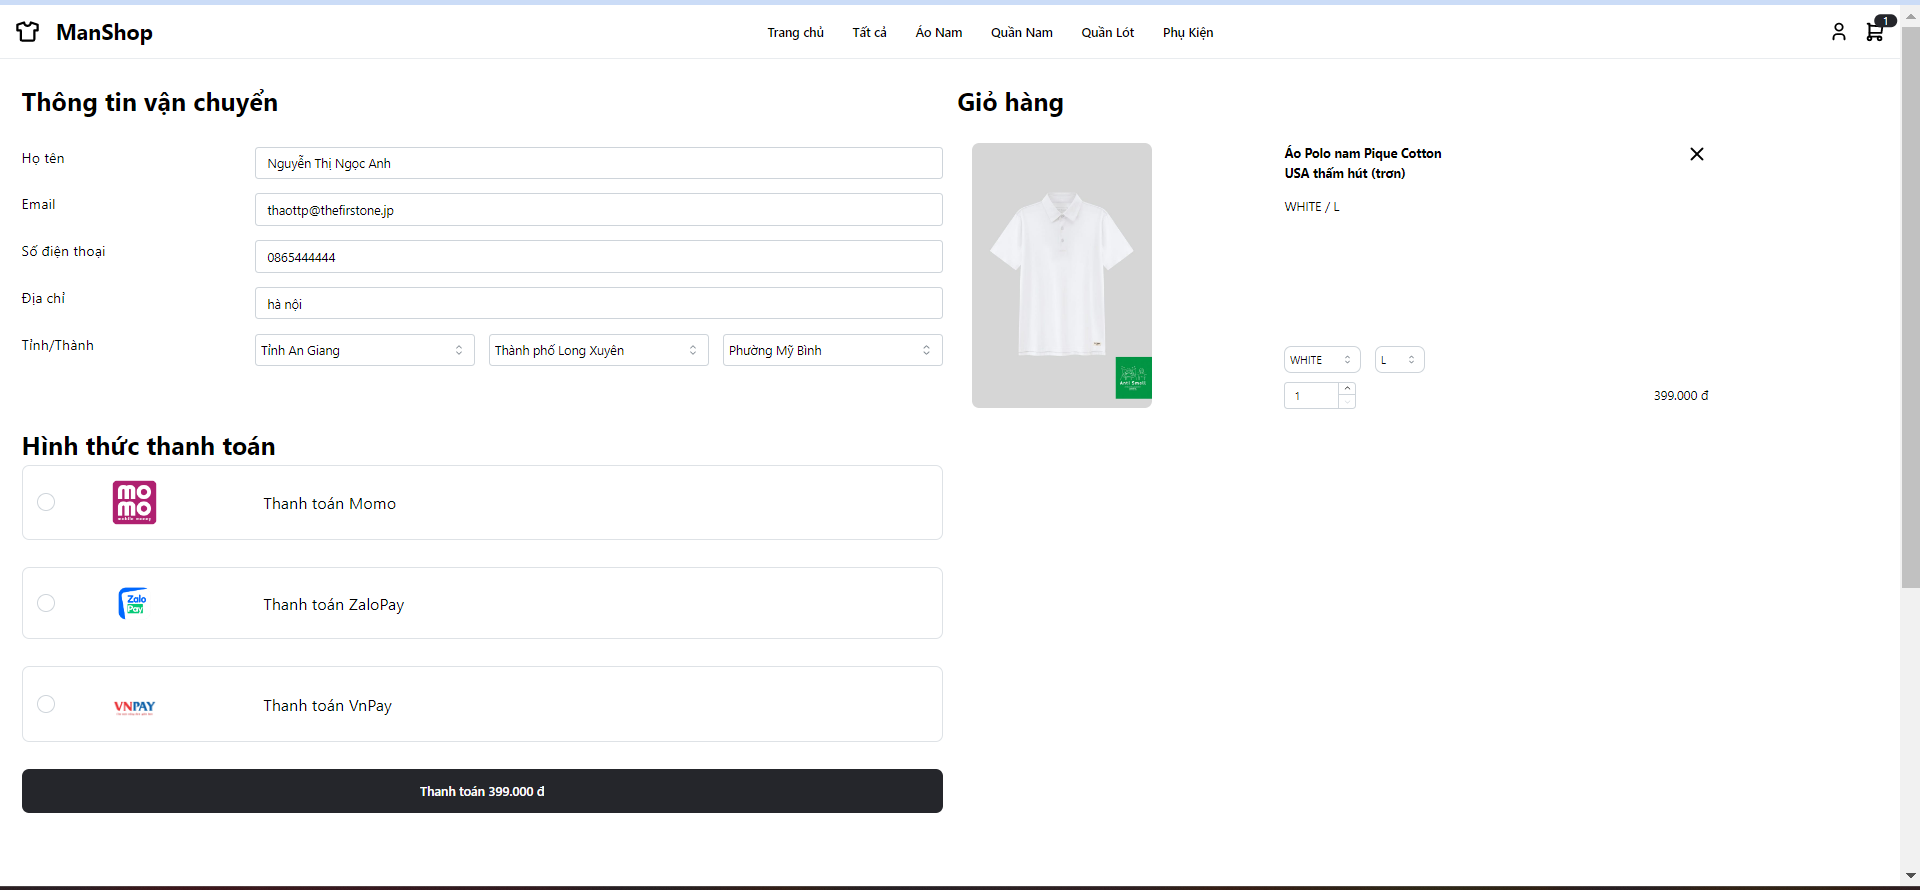 ManShop
Trang chủ
Tất cả
Áo Nam
Quần Nam
Quần Lót
Phụ Kiện
1
Thông tin vận chuyển
Họ tên
Nguyễn Thị Ngọc Anh
Email
thaottp@thefirstone.jp
Số điện thoại
0865444444
Địa chỉ
hà nội
Tỉnh/Thành
Tỉnh An Giang
Thành phố Long Xuyên
Phường Mỹ Bình
Hình thức thanh toán
mo
mo
Thanh toán Momo
Zalo
Pay
Thanh toán ZaloPay
VNPAY
Thanh toán VnPay
Thanh toán 399.000 đ
Giỏ hàng
Anti Smell
Áo Polo nam Pique Cotton
USA thấm hút (trơn)
WHITE / L
WHITE
L
1
399.000 đ